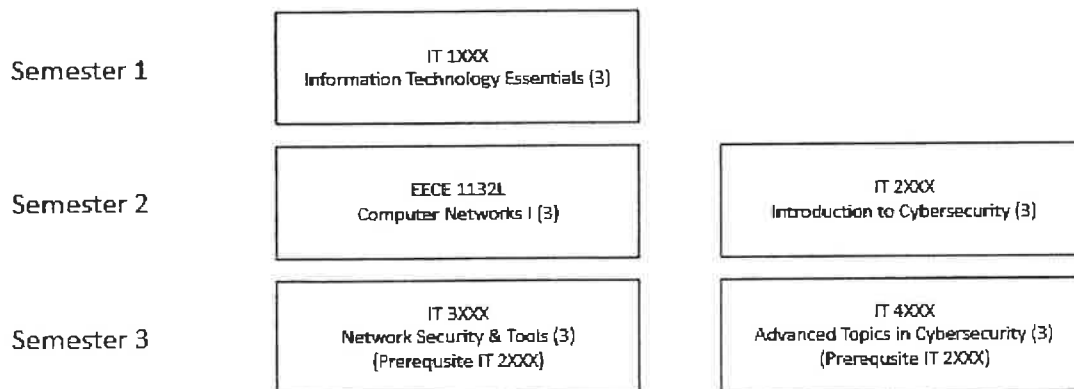 Semester 1
IT 1XXX
Information Technology Essentials (3)
Semester 2
EECE 1132L
Computer Networks I (3)
IT 2XXX
Introduction to Cybersecurity (3)
Semester 3
IT 3XXX
Network Security & Tools (3)
(Prerequsite IT 2XXX)
IT 4XXX
Advanced Topics in Cybersecurity (3)
(Prerequsite IT 2XXX)